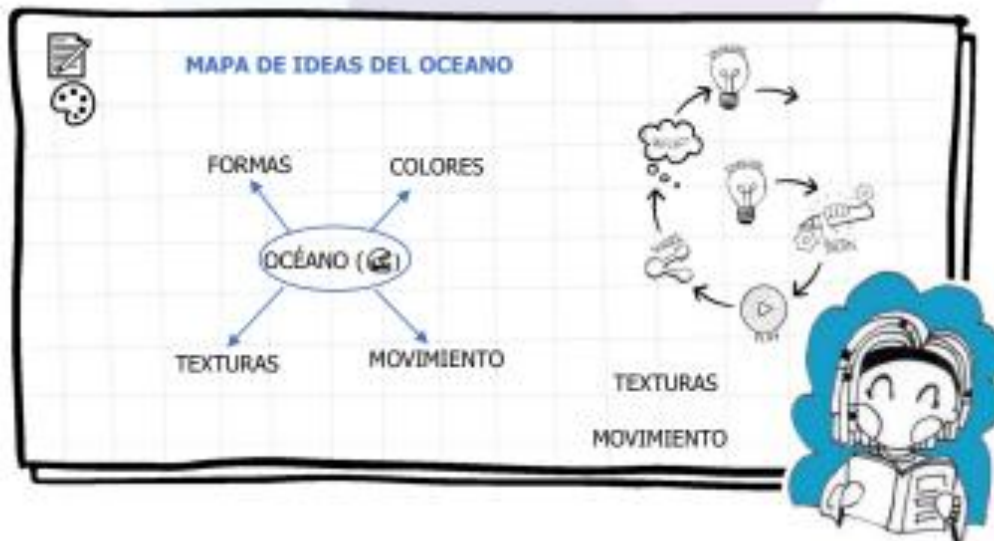 MAPA DE IDEAS DEL OCEANO
FORMAS
COLORES
OCÉANO
TEXTURAS
MOVIMIENTO
TEXTURAS
MOVIMIENTO